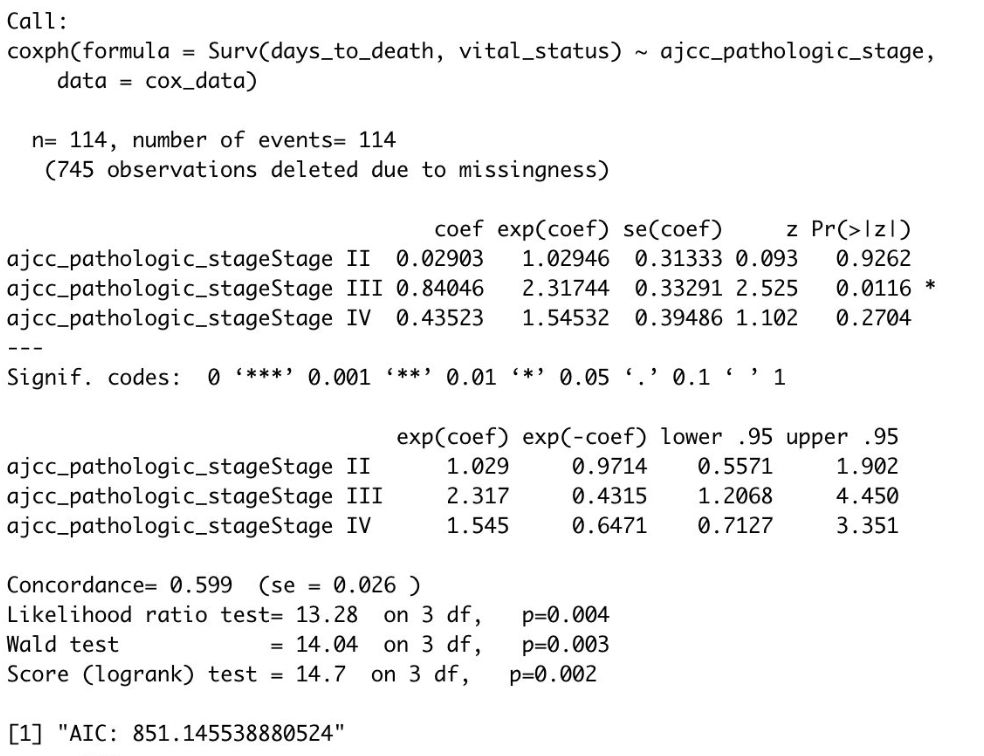 Call:
coxph(formula = Surv(days_to_death, vital_status) ~ ajcc_pathologic_stage,
    data = cox_data)
  n= 114, number of events= 114
   (745 observations deleted due to missingness)
                               coef exp(coef) se(coef)     z Pr(>|z|)
ajcc_pathologic_stageStage II  0.02903   1.02946  0.31333 0.093   0.9262
ajcc_pathologic_stageStage III 0.84046   2.31744  0.33291 2.525   0.0116 *
ajcc_pathologic_stageStage IV  0.43523   1.54532  0.39486 1.102   0.2704
---
Signif. codes:  0 ‘***’ 0.001 ‘**’ 0.01 ‘*’ 0.05 ‘.’ 0.1 ‘ ’ 1
                               exp(coef) exp(-coef) lower .95 upper .95
ajcc_pathologic_stageStage II      1.029     0.9714    0.5571     1.902
ajcc_pathologic_stageStage III     2.317     0.4315    1.2068     4.450
ajcc_pathologic_stageStage IV      1.545     0.6471    0.7127     3.351
Concordance= 0.599  (se = 0.026 )
Likelihood ratio test= 13.28  on 3 df,   p=0.004
Wald test            = 14.04  on 3 df,   p=0.003
Score (logrank) test = 14.7  on 3 df,   p=0.002
[1] "AIC: 851.145538880524"